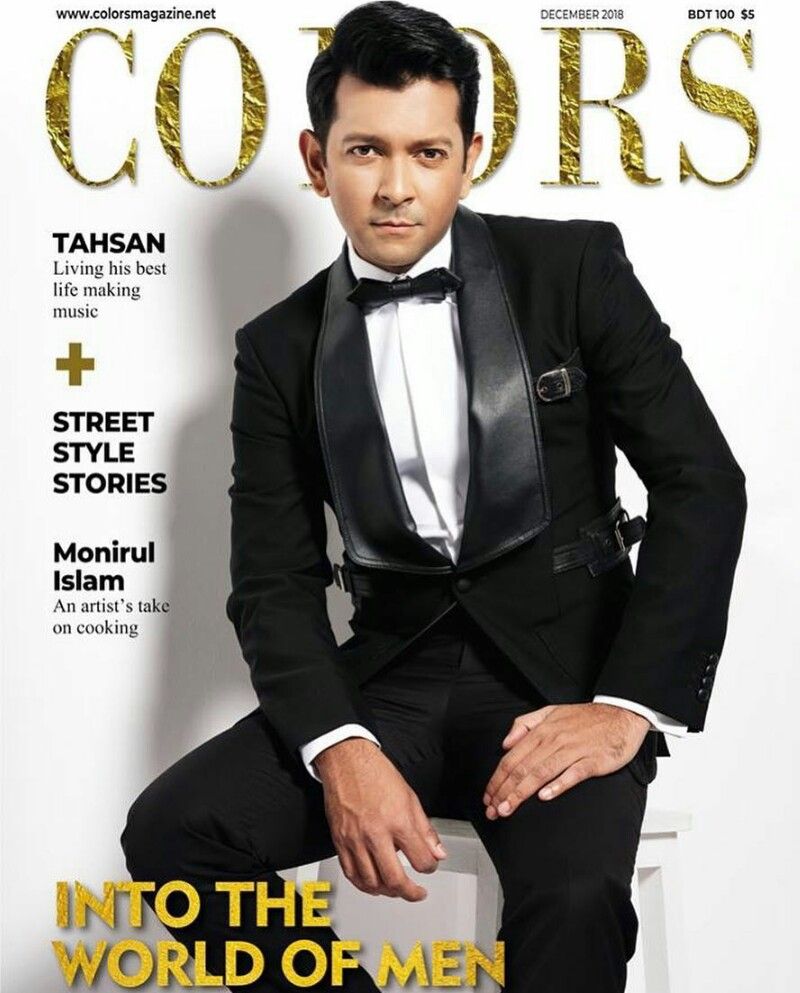 www.colorsmagazine.net
DECEMBER 2018
BDT 100 $5
COLORS
TAHSAN
Living his best
life making
music
+
STREET
STYLE
STORIES
Monirul
Islam
An artist's take
on cooking
INTO THE
WORLD OF MEN